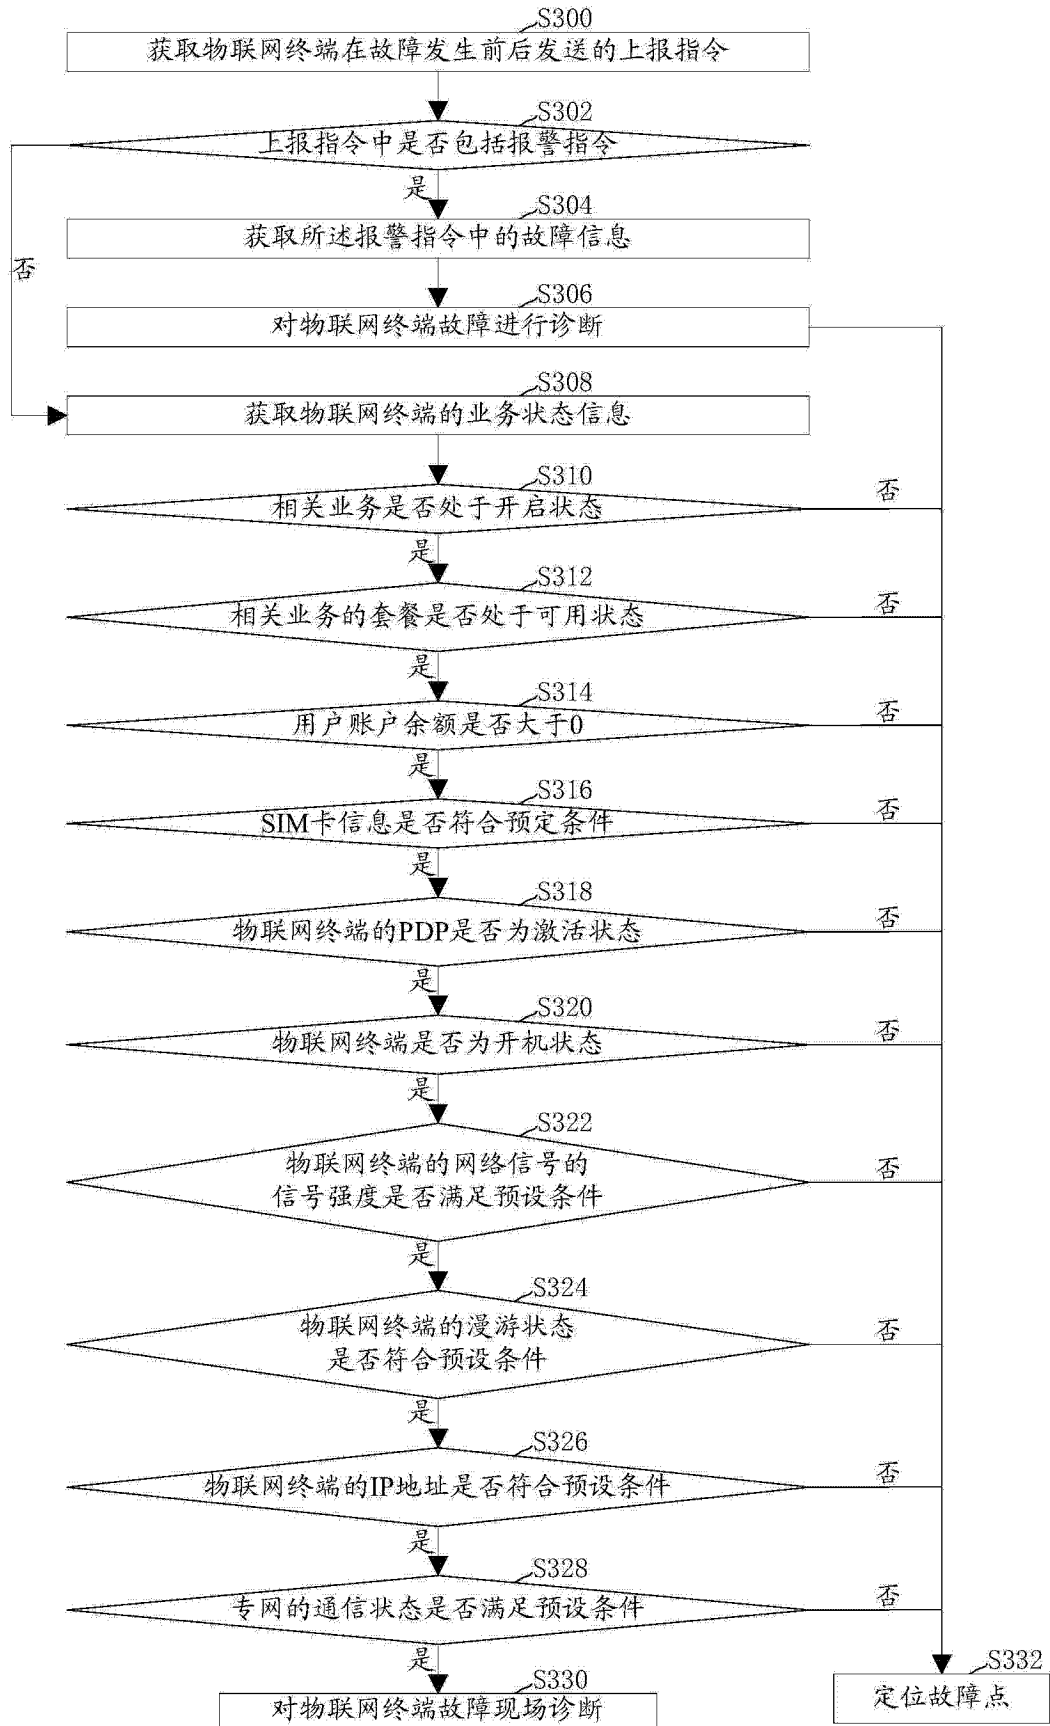 S300
获取物联网终端在故障发生前后发送的上报指令
S302
上报指令中是否包括报警指令
是
否
S304
获取所述报警指令中的故障信息
S306
对物联网终端故障进行诊断
S308
获取物联网终端的业务状态信息
S310
相关业务是否处于开启状态
否
是
S312
相关业务的套餐是否处于可用状态
否
是
S314
用户账户余额是否大于0
否
是
S316
SIM卡信息是否符合预定条件
否
是
S318
物联网终端的PDP是否为激活状态
否
是
S320
物联网终端是否为开机状态
否
是
S322
物联网终端的网络信号的
信号强度是否满足预设条件
否
是
S324
物联网终端的漫游状态
是否符合预设条件
否
是
S326
物联网终端的IP地址是否符合预设条件
否
是
S328
专网的通信状态是否满足预设条件
否
是
S330
对物联网终端故障现场诊断
S332
定位故障点